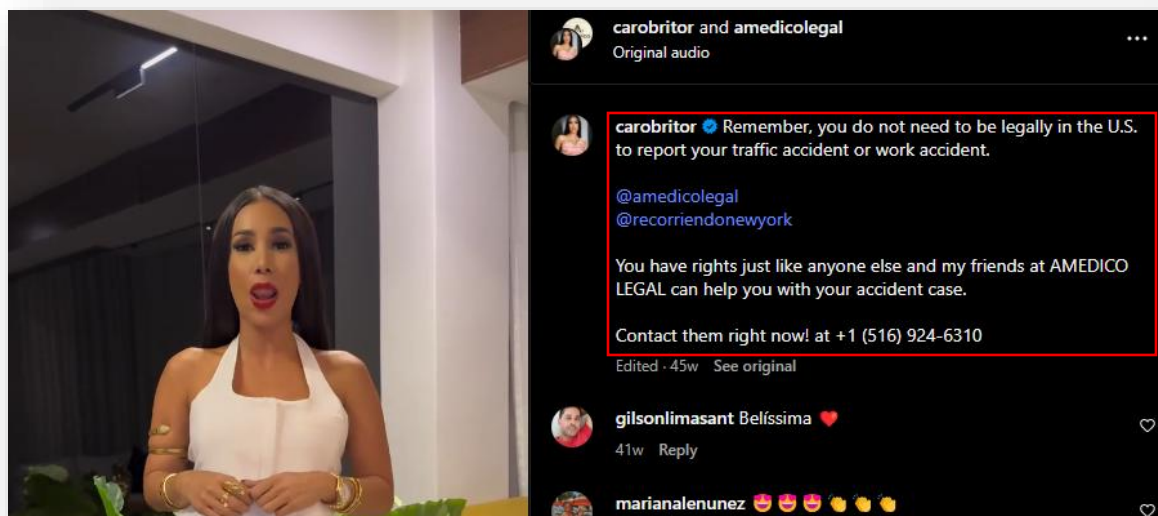 carobritor and amedicolegal
Original audio
carobritor Remember, you do not need to be legally in the U.S.
to report your traffic accident or work accident.
@amedicolegal
@recorriendonewyork
You have rights just like anyone else and my friends at AMEDICO
LEGAL can help you with your accident case.
Contact them right now! at +1 (516) 924-6310
Edited · 45w See original
gilsonlimasant Belíssima ❤️
41w Reply
marianalenunez 😍😍😍👏👏👏